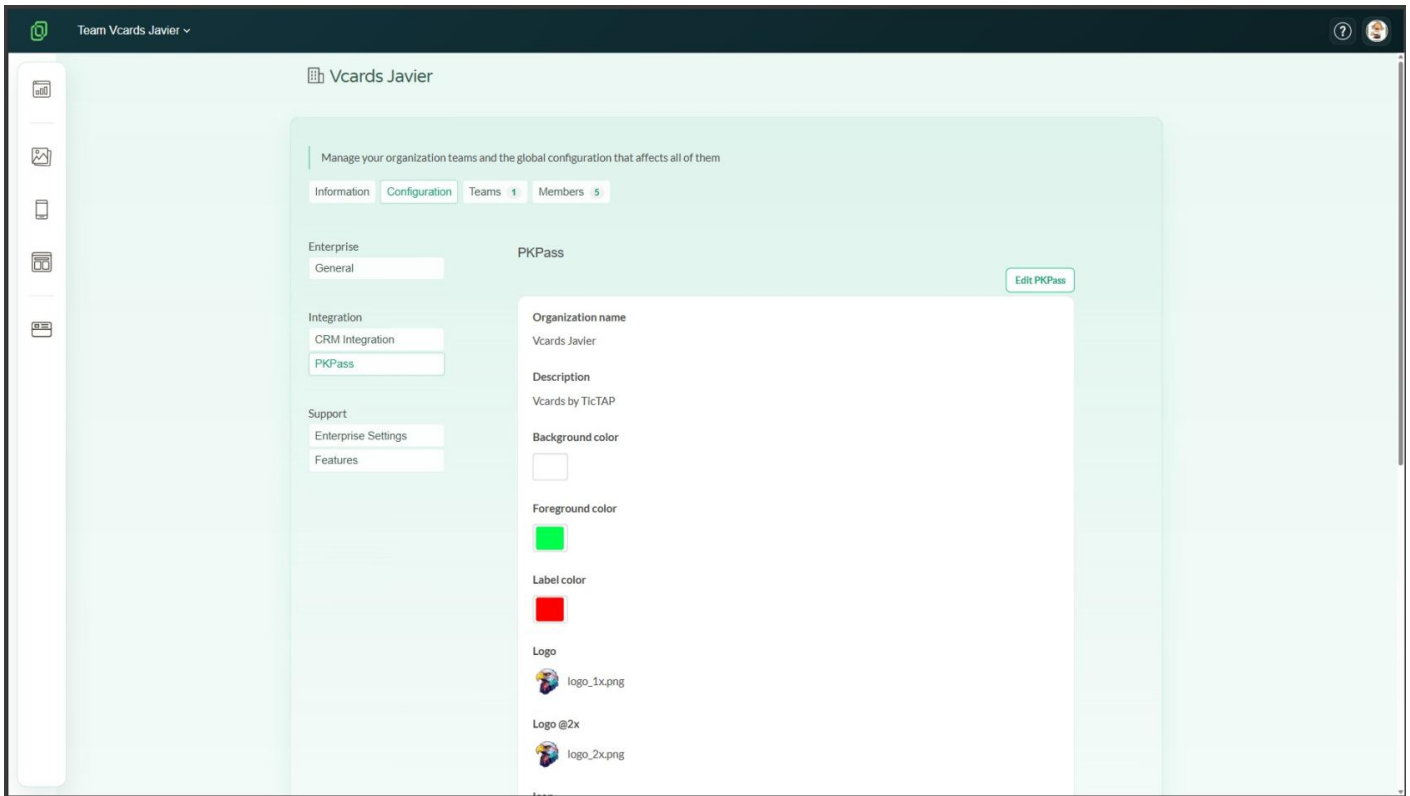 Team Vcards Javier
Vcards Javier
Manage your organization teams and the global configuration that affects all of them
Information Configuration Teams 1 Members 5
Enterprise
General
Integration
CRM Integration
PKPass
Support
Enterprise Settings
Features
PKPass
Edit PKPass
Organization name
Vcards Javier
Description
Vcards by TicTAP
Background color
Foreground color
Label color
Logo
logo_1x.png
Logo @2x
logo_2x.png